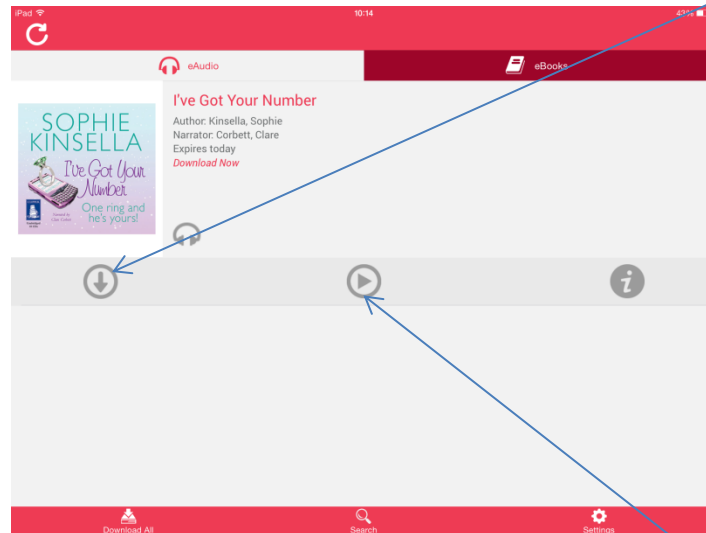 iPad 10:14 43%
eAudio eBooks
I've Got Your Number
Author: Kinsella, Sophie
Narrator: Corbett, Clare
Expires today
Download Now
SOPHIE
KINSELLA
I've Got Your
Number
One ring and
he's yours!
Download All Search Settings